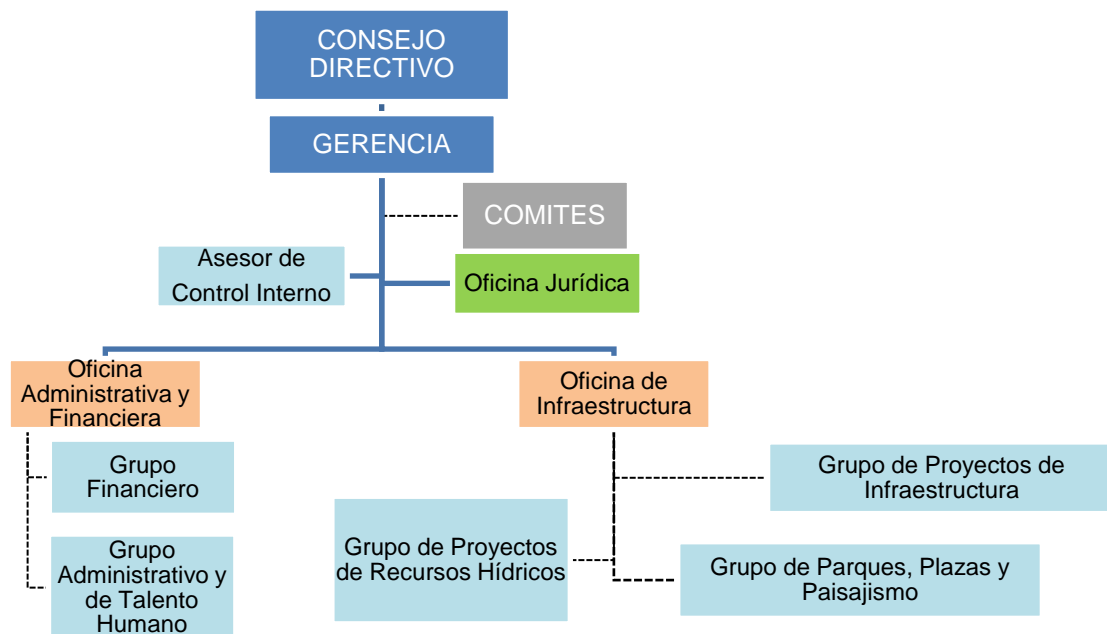 CONSEJO
DIRECTIVO
GERENCIA
COMITES
Asesor de
Control Interno
Oficina Jurídica
Oficina
Administrativa y
Financiera
Oficina de
Infraestructura
Grupo
Financiero
Grupo de Proyectos de
Infraestructura
Grupo de Proyectos
de Recursos Hídricos
Grupo
Administrativo y
de Talento
Humano
Grupo de Parques, Plazas y
Paisajismo